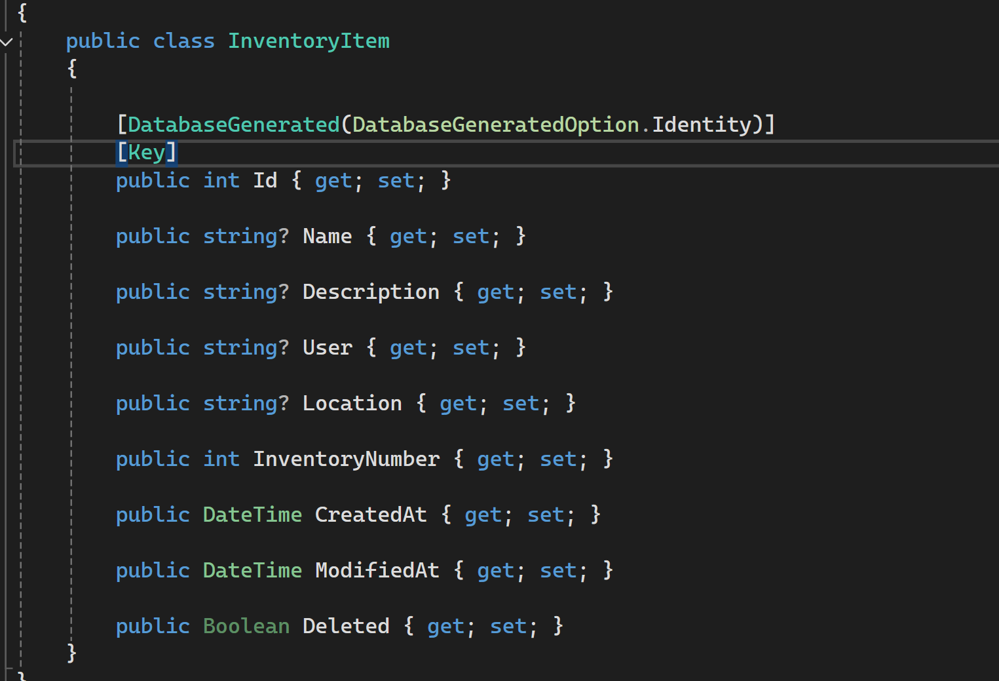 {
public class InventoryItem
{
[DatabaseGenerated(DatabaseGeneratedOption.Identity)]
[Key]
public int Id { get; set; }
public string? Name { get; set; }
public string? Description { get; set; }
public string? User { get; set; }
public string? Location { get; set; }
public int InventoryNumber { get; set; }
public DateTime CreatedAt { get; set; }
public DateTime ModifiedAt { get; set; }
public Boolean Deleted { get; set; }
}
}